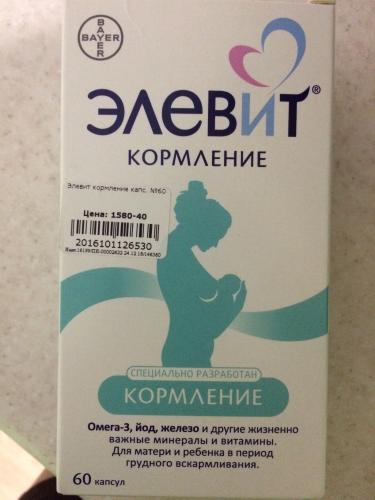 BAYER
BAYER
ЭЛЕВИТ®
КОРМЛЕНИЕ
Элевит кормление капс. №60
Цена: 1580-40
2016101126530
СПЕЦИАЛЬНО РАЗРАБОТАН
КОРМЛЕНИЕ
Омега-3, йод, железо и другие жизненно
важные минералы и витамины.
Для матери и ребенка в период
грудного вскармливания.
60 капсул